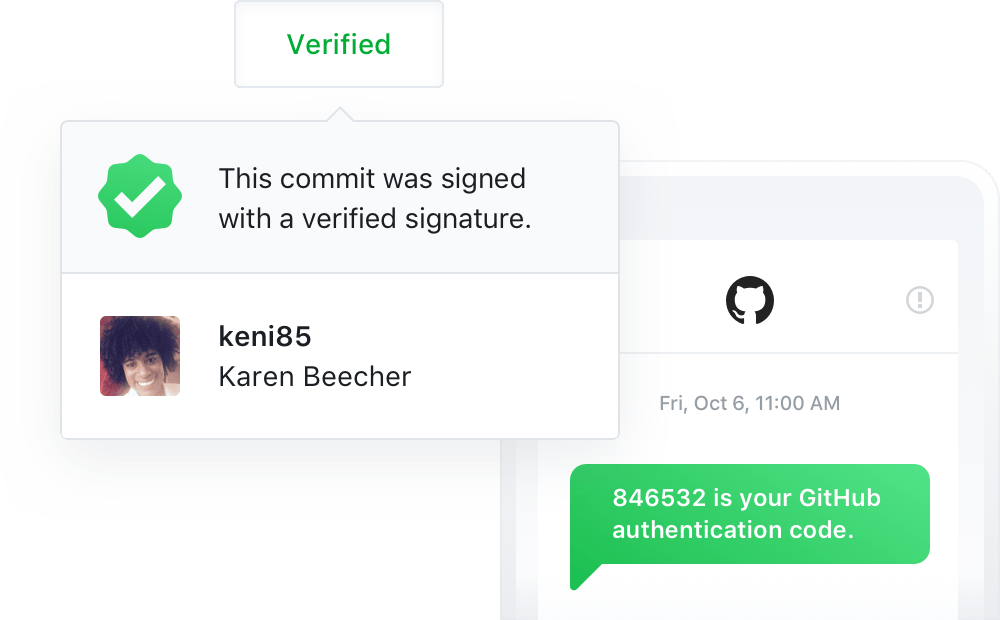 Verified
This commit was signed
with a verified signature.
keni85
Karen Beecher
Fri, Oct 6, 11:00 AM
846532 is your GitHub
authentication code.